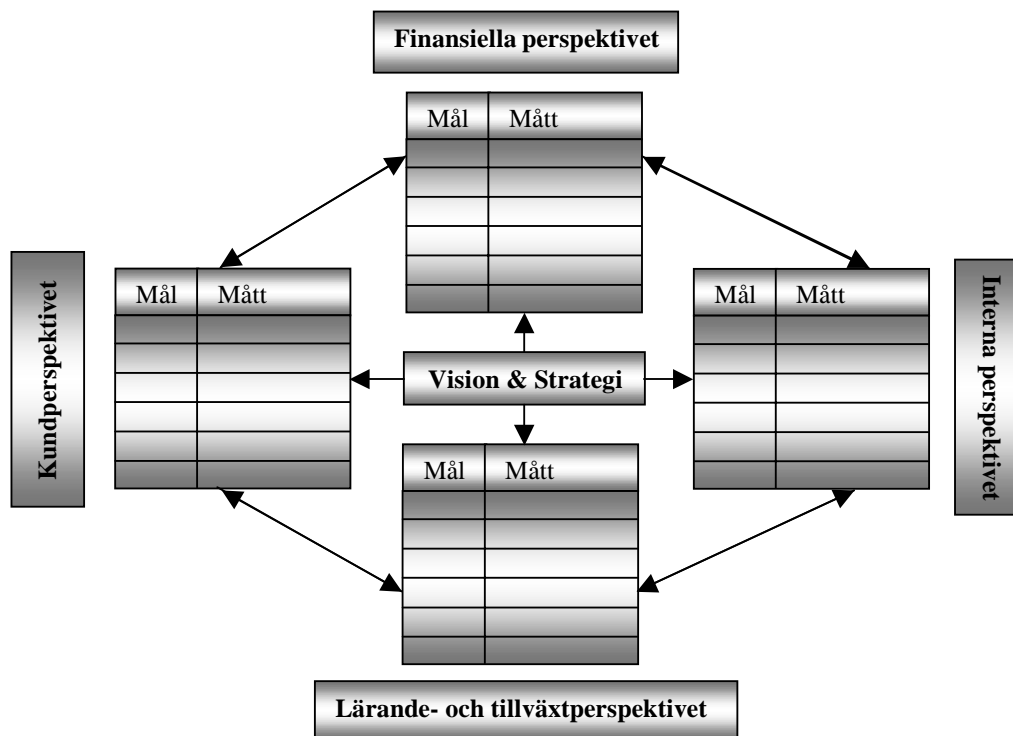 Finansiella perspektivet
Mål Mått
Kundperspektivet
Mål Mått
Vision & Strategi
Mål Mått
Interna perspektivet
Mål Mått
Lärande- och tillväxtperspektivet